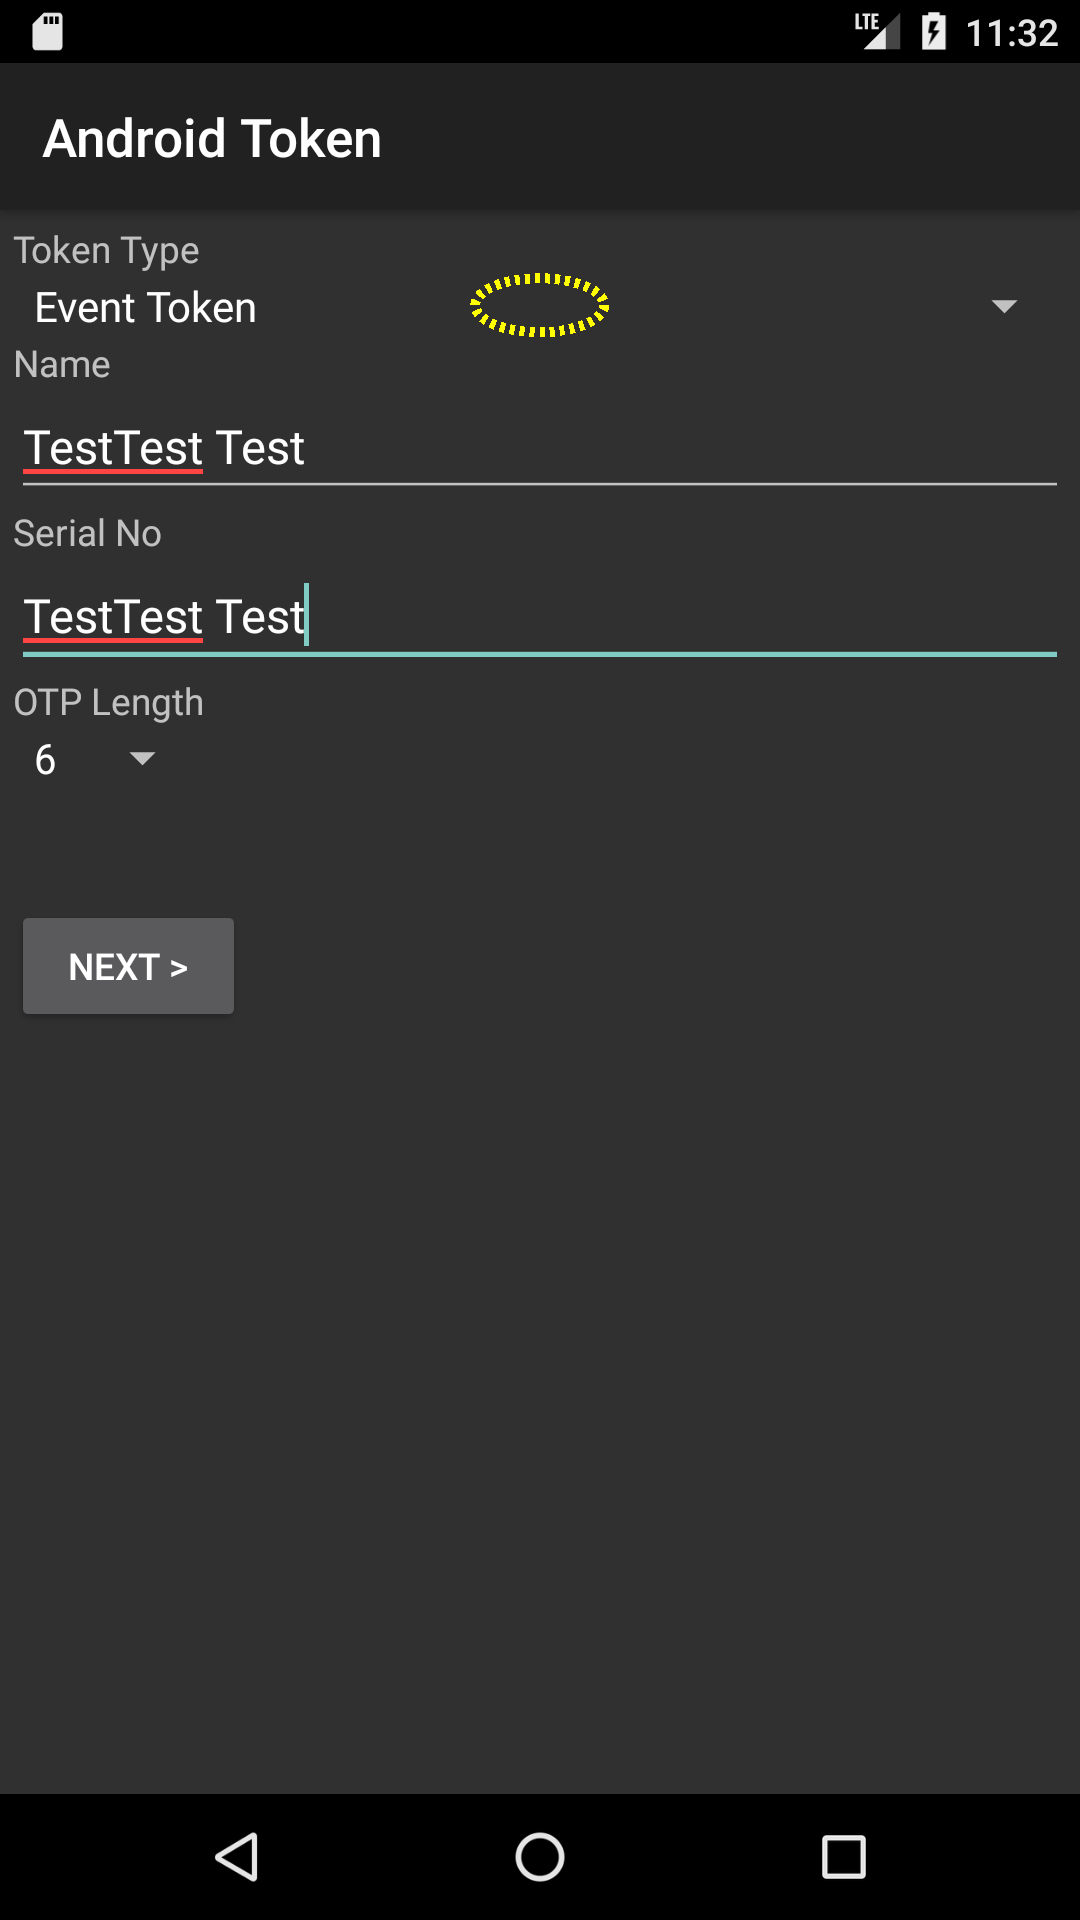 LTE 11:32
Android Token
Token Type
Event Token
Name
TestTest Test
Serial No
TestTest Test
OTP Length
6
NEXT >